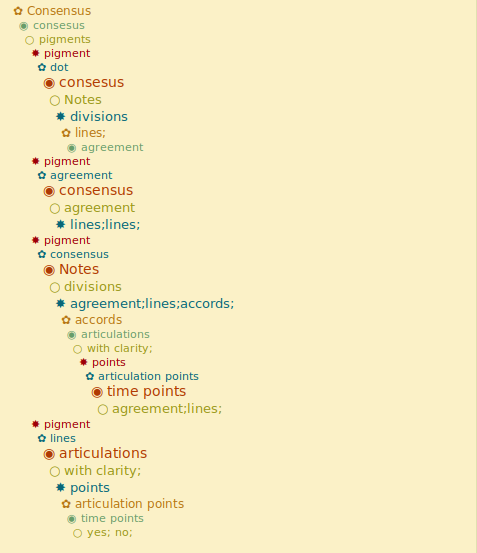 Consensus
consesus
pigments
pigment
dot
consesus
Notes
divisions
lines;
agreement
pigment
agreement
consensus
agreement
lines;lines;
pigment
consensus
Notes
divisions
agreement;lines;accords;
accords
articulations
with clarity;
points
articulation points
time points
agreement;lines;
pigment
lines
articulations
with clarity;
points
articulation points
time points
yes; no;